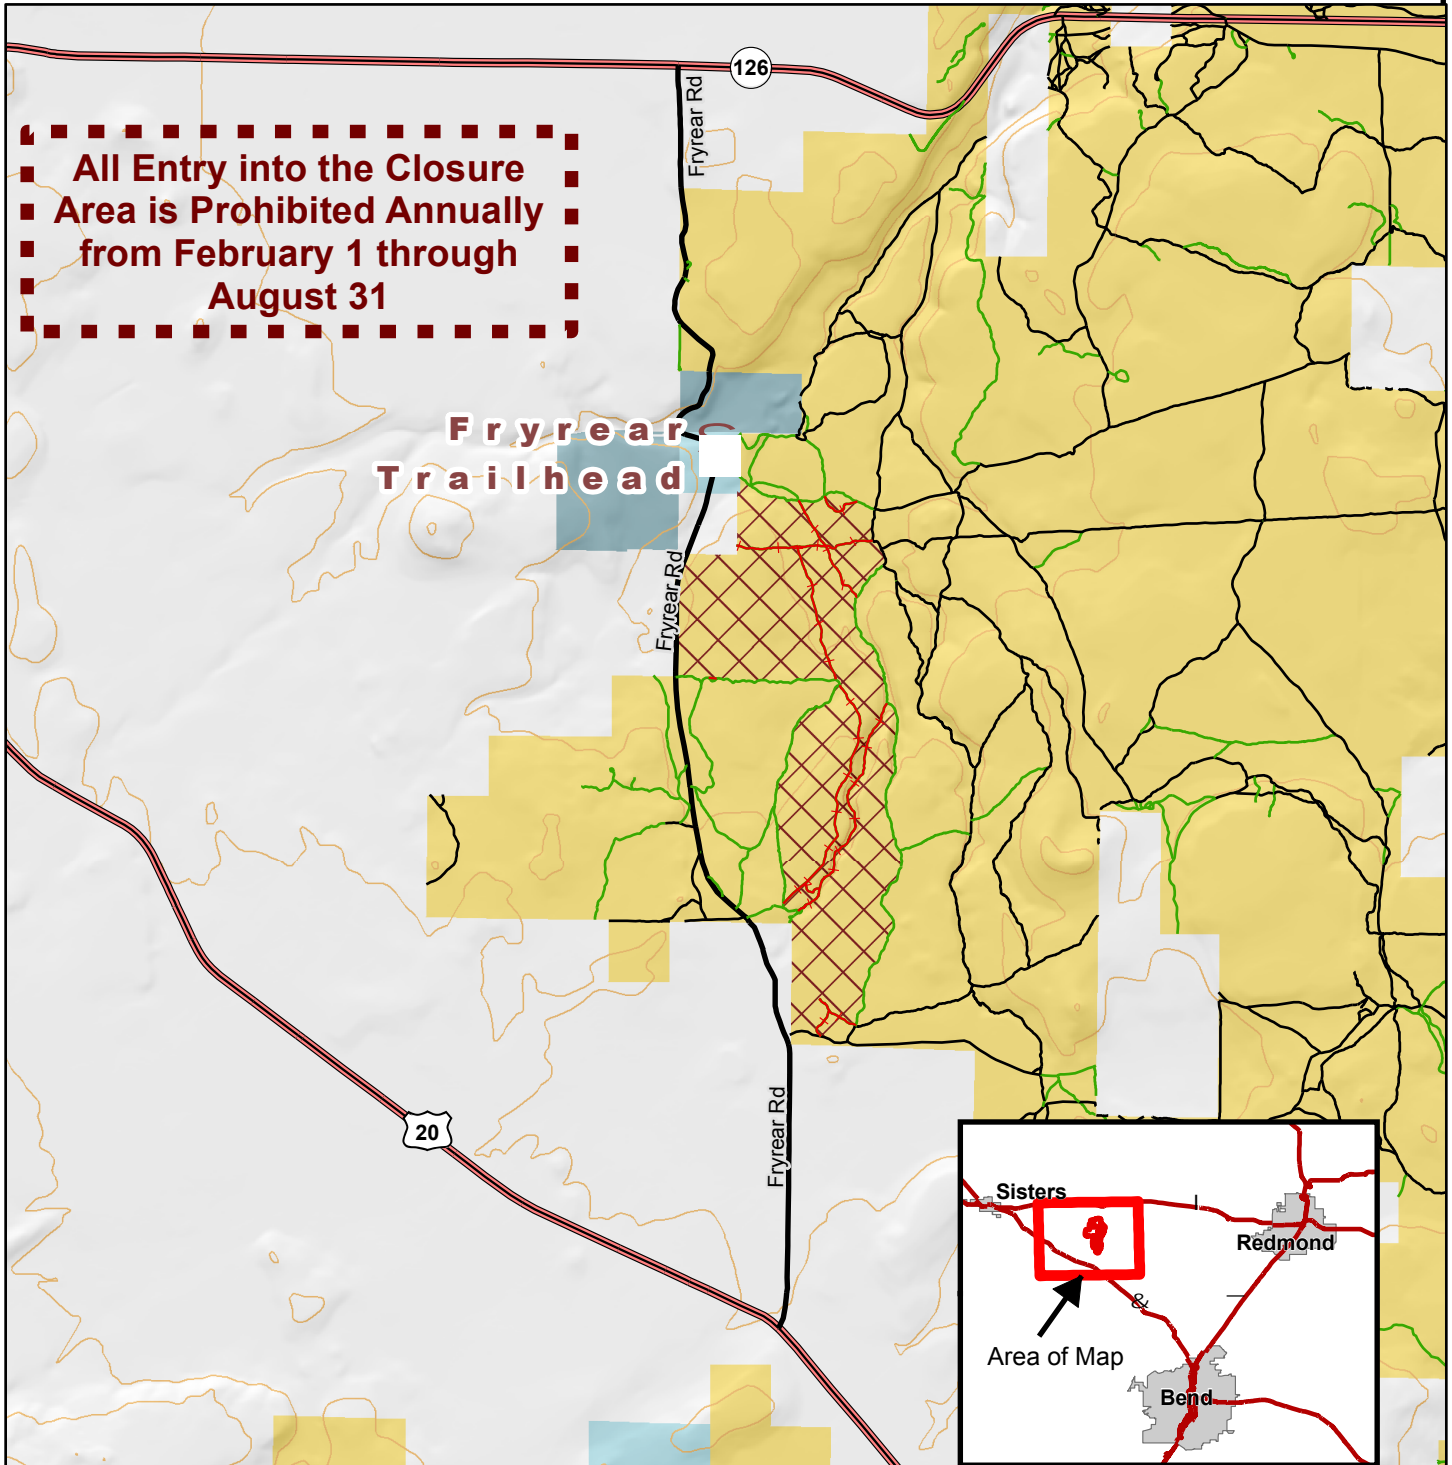 126
Fryrear Rd
All Entry into the Closure
Area is Prohibited Annually
from February 1 through
August 31
Fryrear
Trailhead
Fryrear Rd
20
Fryrear Rd
Sisters
Redmond
&
Area of Map
Bend